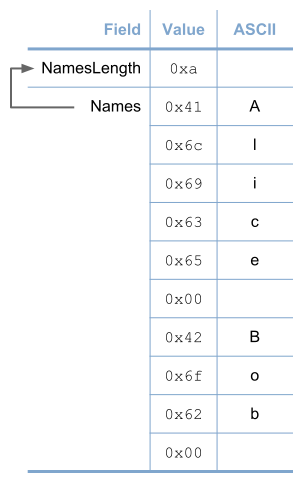 Field Value ASCII
NamesLength 0xa
Names 0x41 A
0x6c l
0x69 i
0x63 c
0x65 e
0x00
0x42 B
0x6f o
0x62 b
0x00